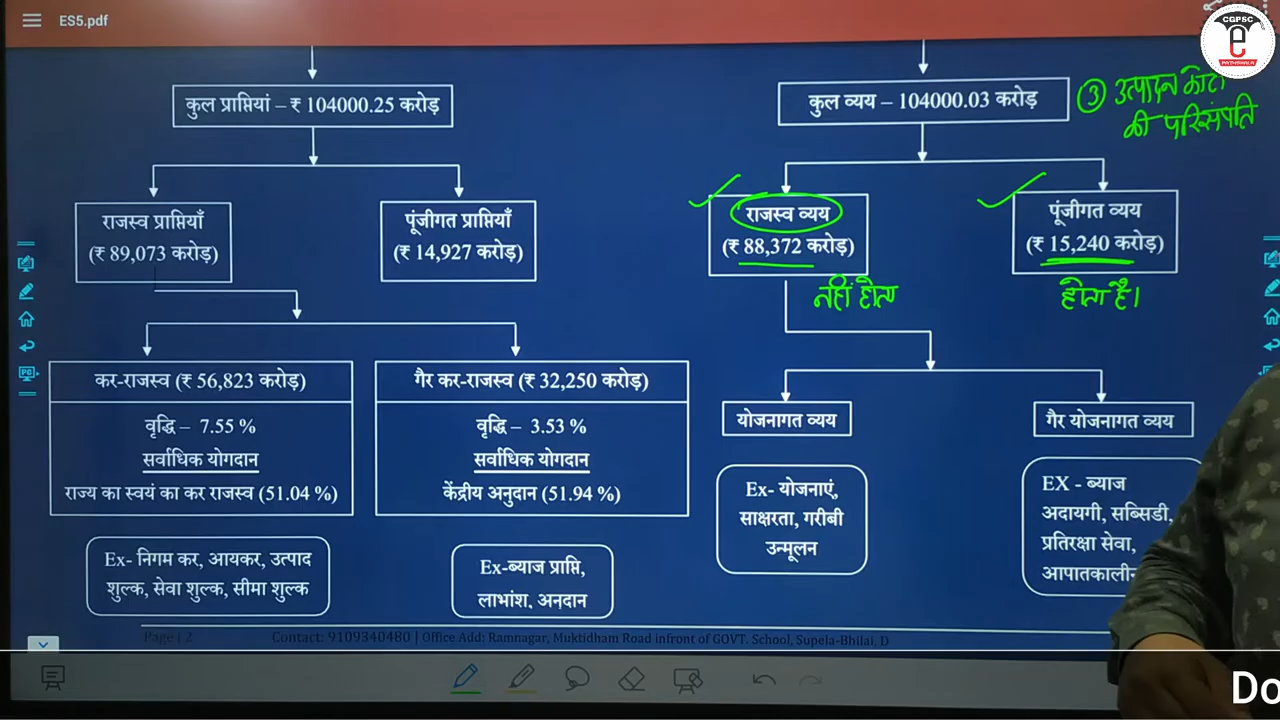 ES5.pdf
CGPSC
e
PATHSHALA
कुल प्राप्तियां – ₹ 104000.25 करोड़
कुल व्यय – 104000.03 करोड़
③ उत्पादन
की परिसंपति
राजस्व प्राप्तियाँ
(₹ 89,073 करोड़)
पूंजीगत प्राप्तियाँ
(₹ 14,927 करोड़)
राजस्व व्यय
(₹ 88,372 करोड़)
नहीं होता
पूंजीगत व्यय
(₹ 15,240 करोड़)
होता है।
कर-राजस्व (₹ 56,823 करोड़)
वृद्धि – 7.55 %
सर्वाधिक योगदान
राज्य का स्वयं का कर राजस्व (51.04 %)
गैर कर-राजस्व (₹ 32,250 करोड़)
वृद्धि – 3.53 %
सर्वाधिक योगदान
केंद्रीय अनुदान (51.94 %)
योजनागत व्यय
गैर योजनागत व्यय
Ex- योजनाएं,
साक्षरता, गरीबी
उन्मूलन
EX - ब्याज
अदायगी, सब्सिडी,
प्रतिरक्षा सेवा,
Ex- निगम कर, आयकर, उत्पाद
शुल्क, सेवा शुल्क, सीमा शुल्क
Ex-ब्याज प्राप्ति,
लाभांश, अनुदान
Page | 2
Contact: 9109340480 | Office Add: Ramnagar, Muktidham Road infront of GOVT. School, Supela-Bhilai, D
PC
Do